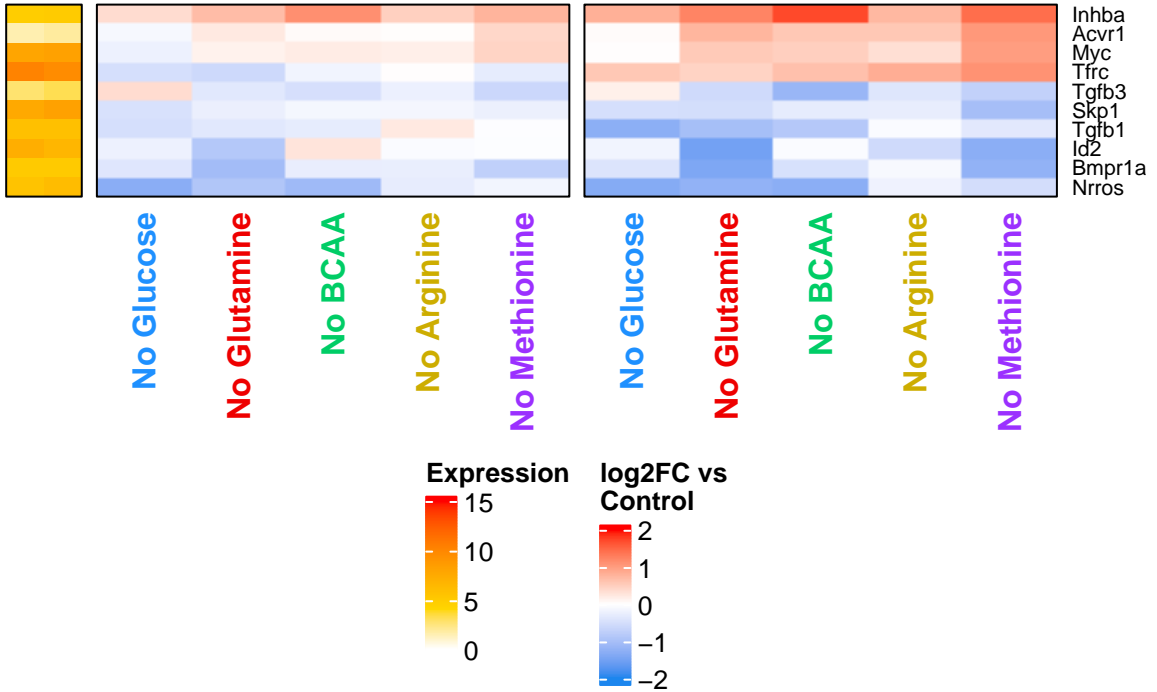 Inhba
Acvr1
Myc
Tfrc
Tgfb3
Skp1
Tgfb1
Id2
Bmpr1a
Nrros
No Glucose
No Glutamine
No BCAA
No Arginine
No Methionine
No Glucose
No Glutamine
No BCAA
No Arginine
No Methionine
Expression
15
10
5
0
log2FC vs
Control
2
1
0
−1
−2